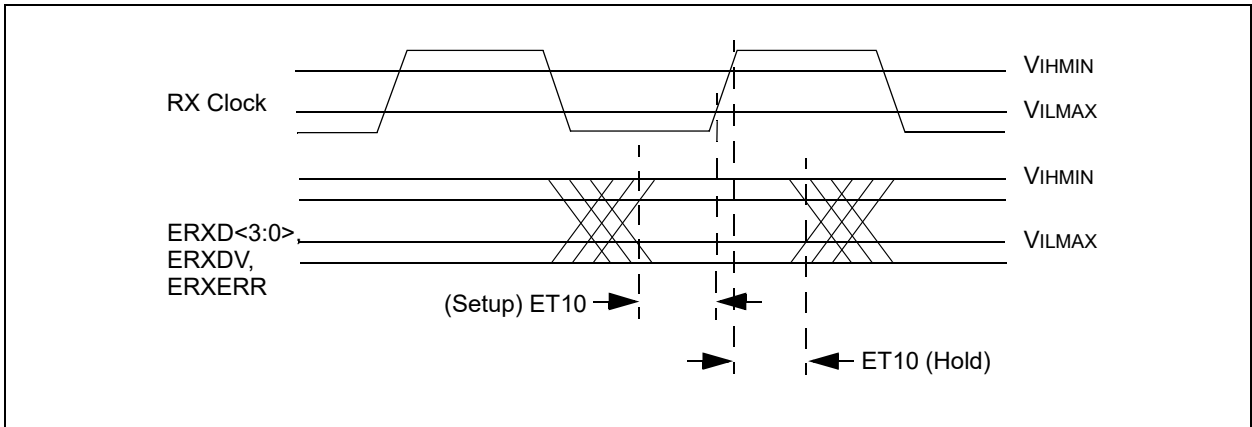 VIHMIN
RX Clock
VILMAX
VIHMIN
ERXD<3:0>,
ERXDV,
ERXERR
VILMAX
(Setup) ET10
ET10 (Hold)